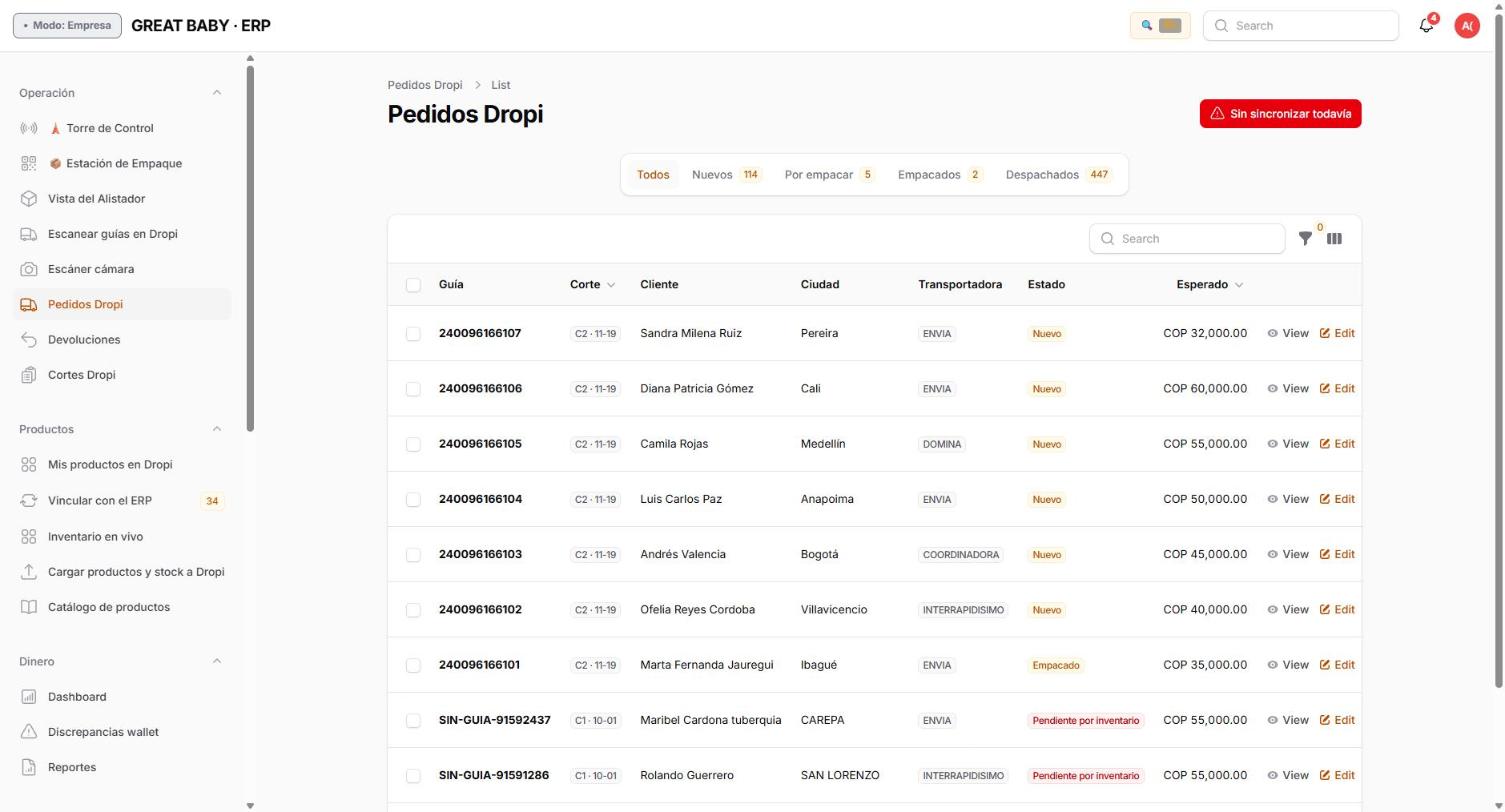 • Modo: Empresa GREAT BABY · ERP Search 4 A(
Operación
Torre de Control
Estación de Empaque
Vista del Alistador
Escanear guías en Dropi
Escáner cámara
Pedidos Dropi
Devoluciones
Cortes Dropi
Productos
Mis productos en Dropi
Vincular con el ERP 34
Inventario en vivo
Cargar productos y stock a Dropi
Catálogo de productos
Dinero
Dashboard
Discrepancias wallet
Reportes
Pedidos Dropi > List
Pedidos Dropi
Sin sincronizar todavía
Todos Nuevos 114 Por empacar 5 Empacados 2 Despachados 447
Search 0
Guía Corte Cliente Ciudad Transportadora Estado Esperado
240096166107 C2 · 11-19 Sandra Milena Ruiz Pereira ENVIA Nuevo COP 32,000.00 View Edit
240096166106 C2 · 11-19 Diana Patricia Gómez Cali ENVIA Nuevo COP 60,000.00 View Edit
240096166105 C2 · 11-19 Camila Rojas Medellín DOMINA Nuevo COP 55,000.00 View Edit
240096166104 C2 · 11-19 Luis Carlos Paz Anapoima ENVIA Nuevo COP 50,000.00 View Edit
240096166103 C2 · 11-19 Andrés Valencia Bogotá COORDINADORA Nuevo COP 45,000.00 View Edit
240096166102 C2 · 11-19 Ofelia Reyes Cordoba Villavicencio INTERRAPIDISIMO Nuevo COP 40,000.00 View Edit
240096166101 C2 · 11-19 Marta Fernanda Jauregui Ibagué ENVIA Empacado COP 35,000.00 View Edit
SIN-GUIA-91592437 C1 · 10-01 Maribel Cardona tuberquia CAREPA ENVIA Pendiente por inventario COP 55,000.00 View Edit
SIN-GUIA-91591286 C1 · 10-01 Rolando Guerrero SAN LORENZO INTERRAPIDISIMO Pendiente por inventario COP 55,000.00 View Edit